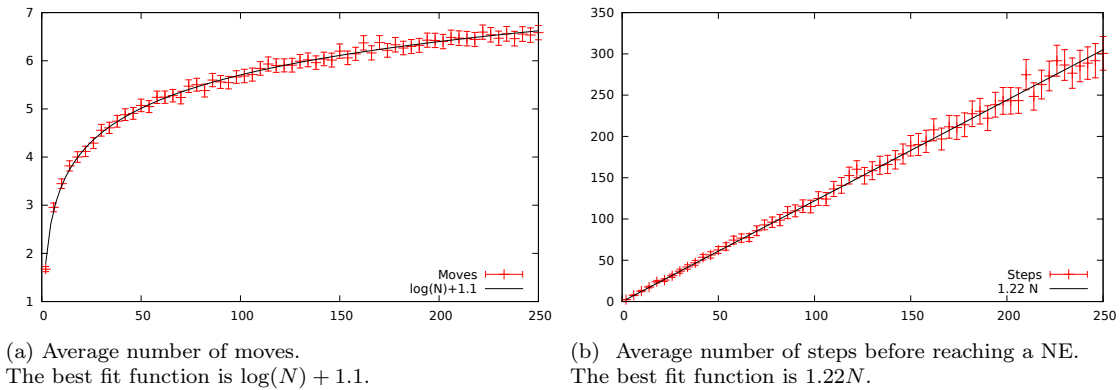 7
6
5
4
3
2
1
0 50 100 150 200 250
Moves
log(N)+1.1
(a) Average number of moves.
The best fit function is log(N) + 1.1.
350
300
250
200
150
100
50
0
0 50 100 150 200 250
Steps
1.22 N
(b) Average number of steps before reaching a NE.
The best fit function is 1.22N.